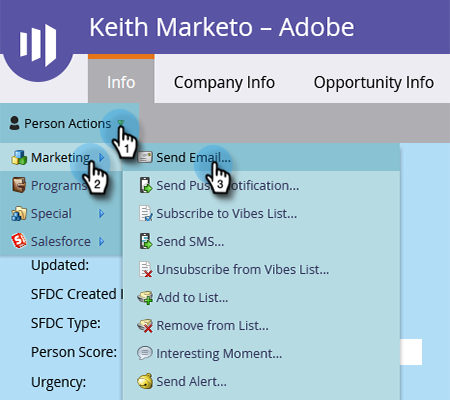 Keith Marketo – Adobe
Info
Company Info
Opportunity Info
Person Actions
1
Marketing
2
Programs
Special
Salesforce
Send Email...
3
Send Push Notification...
Subscribe to Vibes List...
Send SMS...
Unsubscribe from Vibes List...
Add to List...
Remove from List...
Interesting Moment...
Send Alert...
Updated:
SFDC Created
SFDC Type:
Person Score:
Urgency: